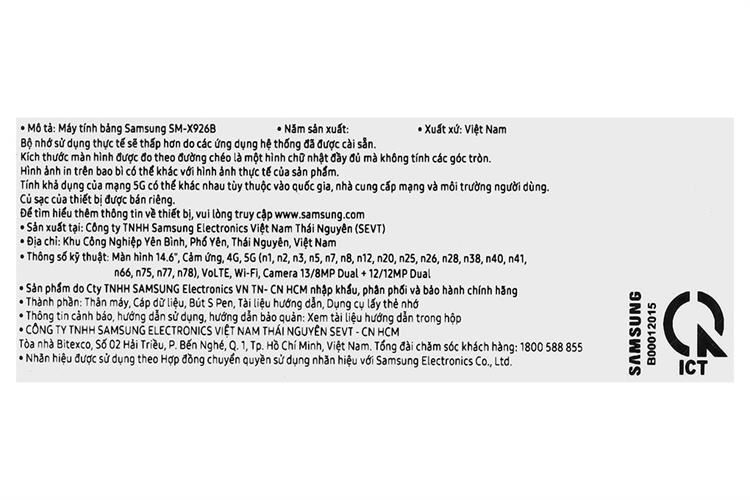 • Mô tả: Máy tính bảng Samsung SM-X926B • Năm sản xuất: • Xuất xứ: Việt Nam
Bộ nhớ sử dụng thực tế sẽ thấp hơn do các ứng dụng hệ thống đã được cài sẵn.
Kích thước màn hình được đo theo đường chéo là một hình chữ nhật đầy đủ mà không tính các góc tròn.
Hình ảnh in trên bao bì có thể khác với hình ảnh thực tế của sản phẩm.
Tính khả dụng của mạng 5G có thể khác nhau tùy thuộc vào quốc gia, nhà cung cấp mạng và môi trường người dùng.
Củ sạc của thiết bị được bán riêng.
Để tìm hiểu thêm thông tin về thiết bị, vui lòng truy cập www.samsung.com
• Sản xuất tại: Công ty TNHH Samsung Electronics Việt Nam Thái Nguyên (SEVT)
• Địa chỉ: Khu Công Nghiệp Yên Bình, Phổ Yên, Thái Nguyên, Việt Nam
• Thông số kỹ thuật: Màn hình 14.6", Cảm ứng, 4G, 5G (n1, n2, n3, n5, n7, n8, n12, n20, n25, n26, n28, n38, n40, n41,
n66, n75, n77, n78), VoLTE, Wi-Fi, Camera 13/8MP Dual + 12/12MP Dual
• Sản phẩm do Cty TNHH SAMSUNG Electronics VN TN- CN HCM nhập khẩu, phân phối và bảo hành chính hãng
• Thành phần: Thân máy, Cáp dữ liệu, Bút S Pen, Tài liệu hướng dẫn, Dụng cụ lấy thẻ nhớ
• Thông tin cảnh báo, hướng dẫn sử dụng, hướng dẫn bảo quản: Xem tài liệu hướng dẫn trong hộp
• CÔNG TY TNHH SAMSUNG ELECTRONICS VIỆT NAM THÁI NGUYÊN SEVT - CN HCM
Tòa nhà Bitexco, Số 02 Hải Triều, P. Bến Nghé, Q. 1, Tp. Hồ Chí Minh, Việt Nam. Tổng đài chăm sóc khách hàng: 1800 588 855
• Nhãn hiệu được sử dụng theo Hợp đồng chuyển quyền sử dụng nhãn hiệu với Samsung Electronics Co., Ltd.
SAMSUNG
B00012015
ICT